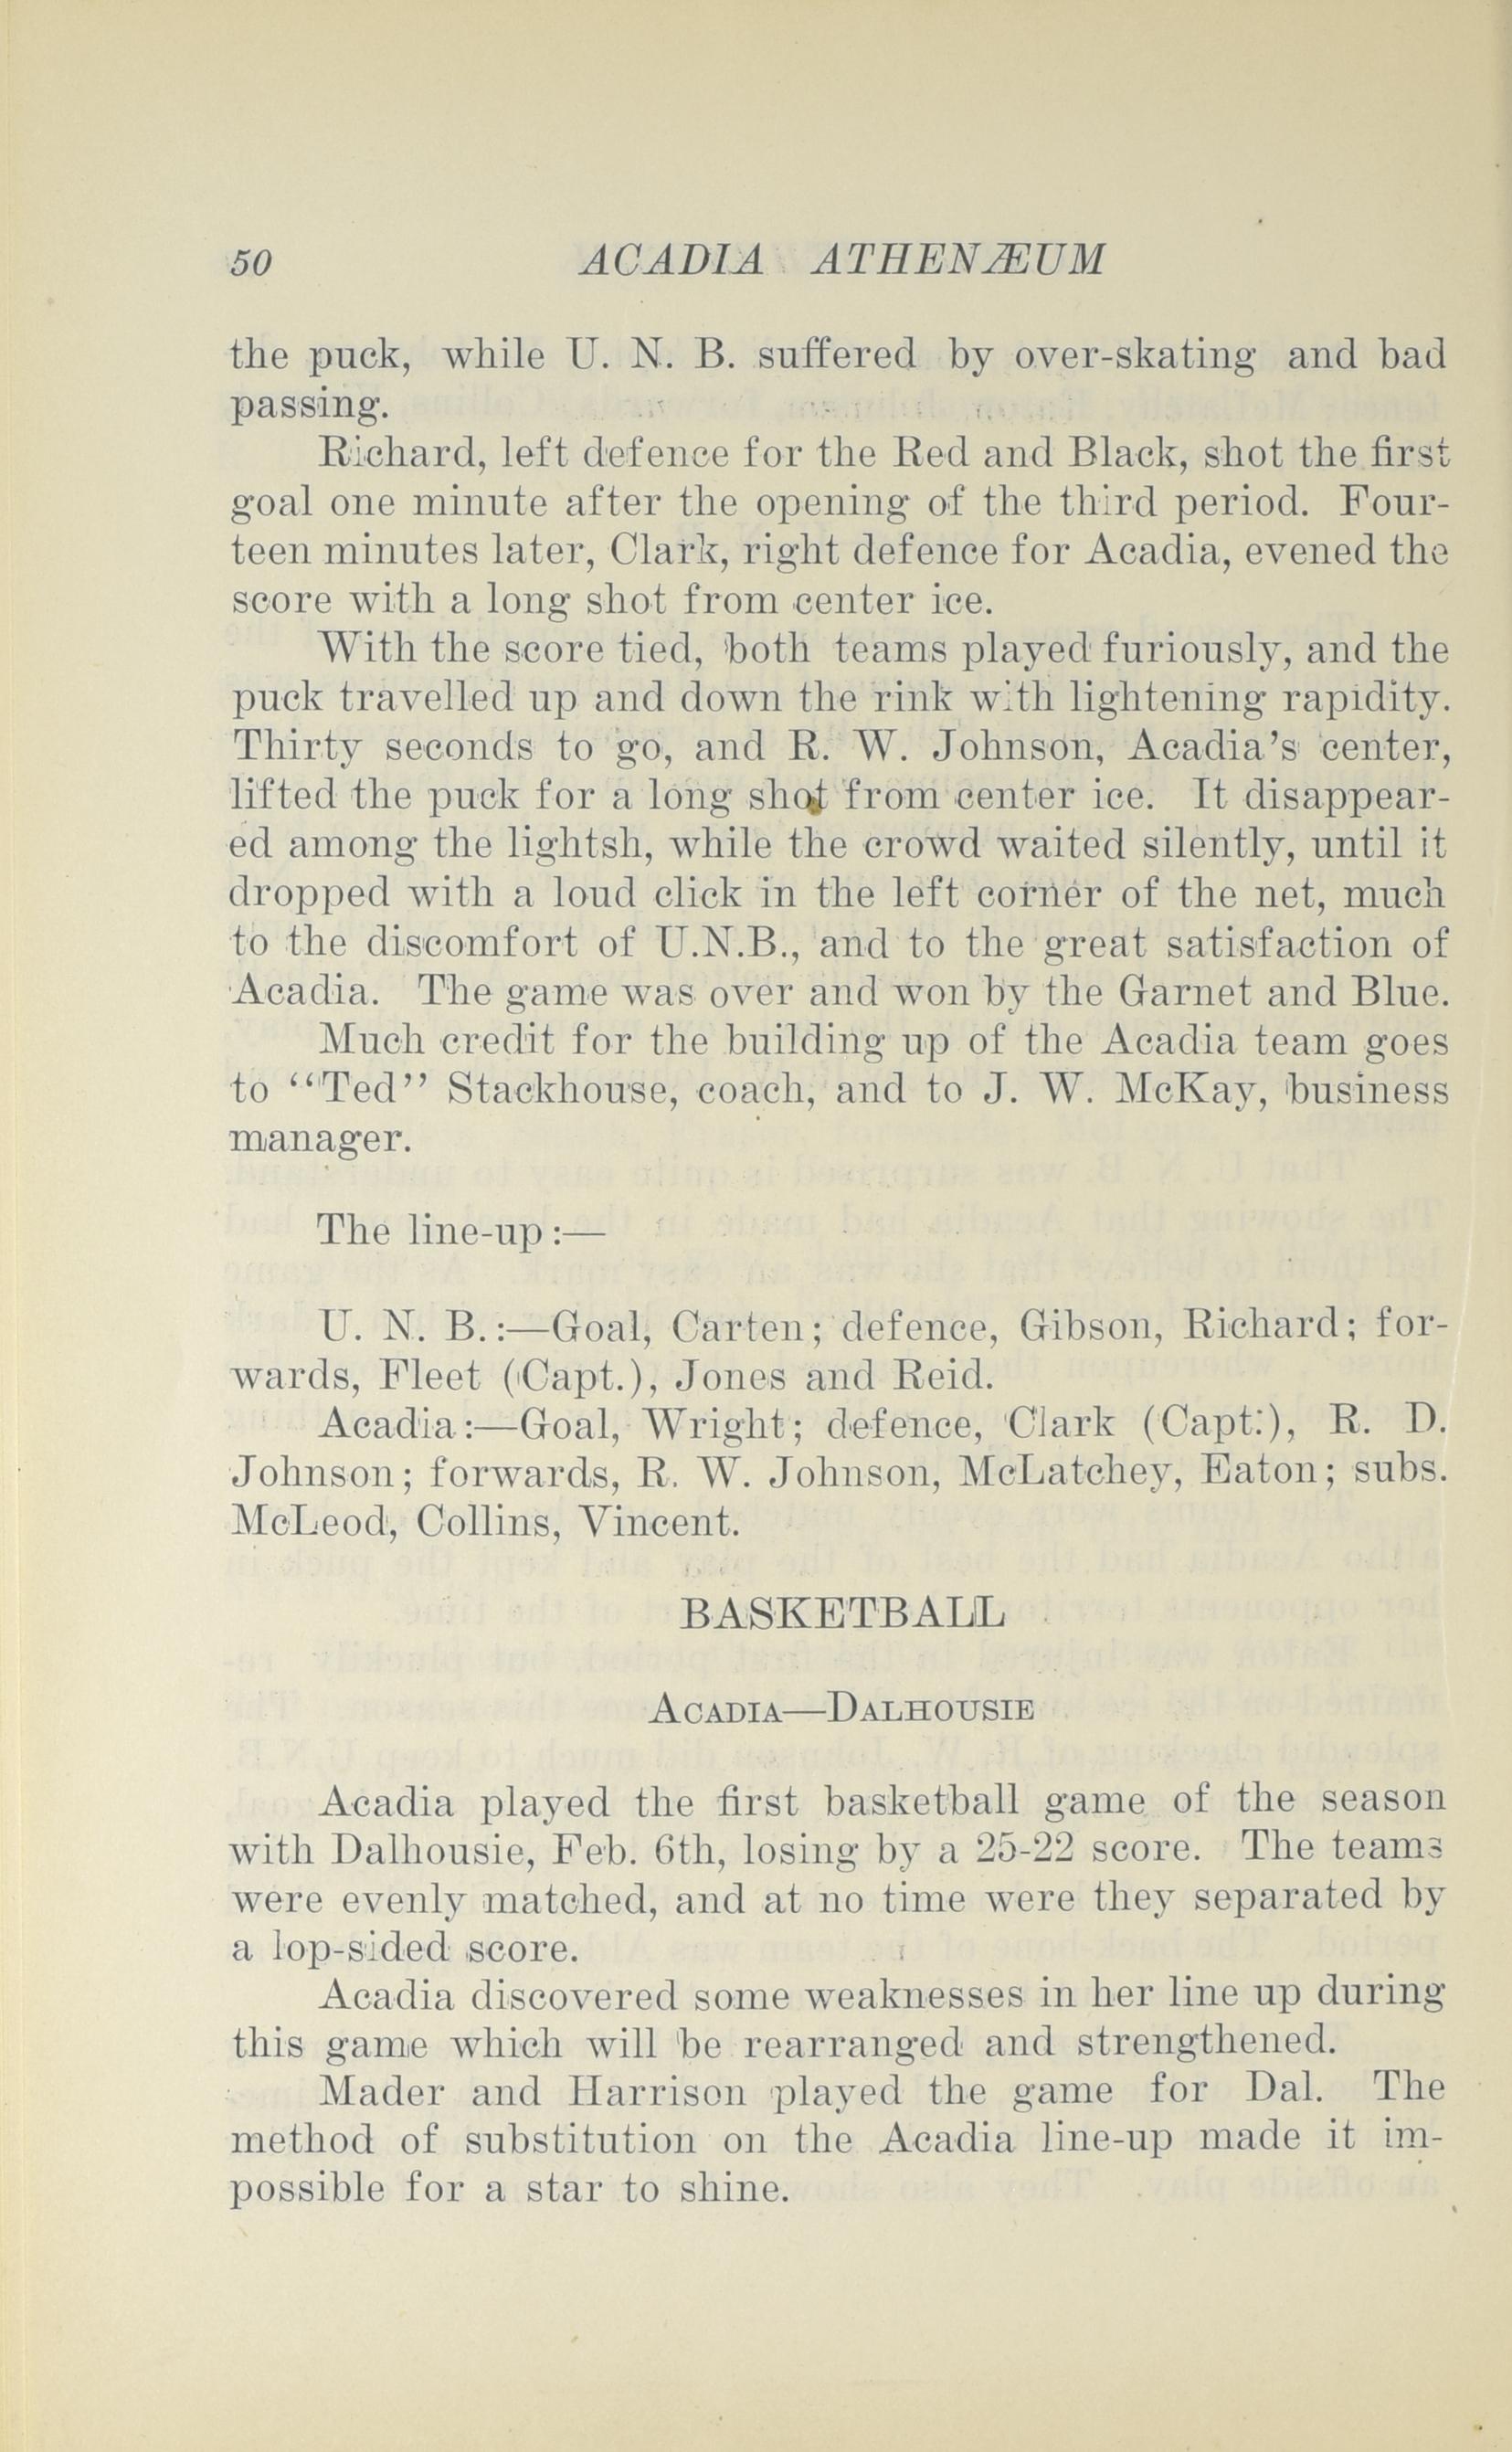 50 ACADIA ATHENÆUM
the puck, while U. N. B. suffered by over-skating and bad
passing.
Richard, left defence for the Red and Black, shot the first
goal one minute after the opening of the third period. Four-
teen minutes later, Clark, right defence for Acadia, evened the
score with a long shot from center ice.
With the score tied, both teams played furiously, and the
puck travelled up and down the rink with lightening rapidity.
Thirty seconds to go, and R. W. Johnson, Acadia's center,
lifted the puck for a long shot from center ice. It disappear-
ed among the lightsh, while the crowd waited silently, until it
dropped with a loud click in the left corner of the net, much
to the discomfort of U.N.B., and to the great satisfaction of
Acadia. The game was over and won by the Garnet and Blue.
Much credit for the building up of the Acadia team goes
to "Ted" Stackhouse, coach, and to J. W. McKay, business
manager.
The line-up:—
U. N. B.:—Goal, Carten; defence, Gibson, Richard; for-
wards, Fleet (Capt.), Jones and Reid.
Acadia:—Goal, Wright; defence, Clark (Capt.), R. D.
Johnson; forwards, R. W. Johnson, McLatchey, Eaton; subs.
McLeod, Collins, Vincent.
BASKETBALL
ACADIA—DALHOUSIE
Acadia played the first basketball game of the season
with Dalhousie, Feb. 6th, losing by a 25-22 score. The teams
were evenly matched, and at no time were they separated by
a lop-sided score.
Acadia discovered some weaknesses in her line up during
this game which will be rearranged and strengthened.
Mader and Harrison played the game for Dal. The
method of substitution on the Acadia line-up made it im-
possible for a star to shine.